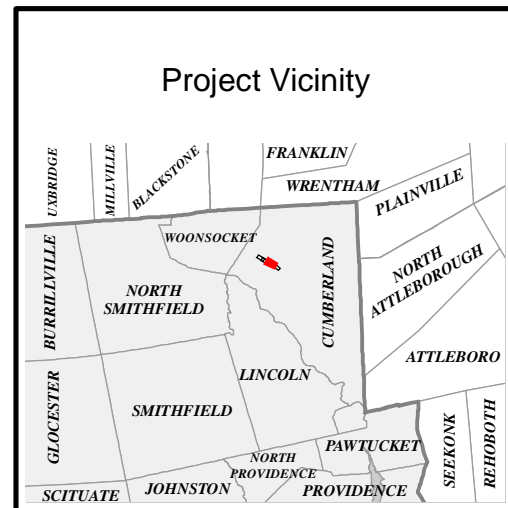 Project Vicinity
UXBRIDGE
MILLVILLE
BLACKSTONE
FRANKLIN
WRENTHAM
PLAINVILLE
WOONSOCKET
BURRILLVILLE
NORTH
SMITHFIELD
CUMBERLAND
NORTH
ATTLEBOROUGH
ATTLEBORO
LINCOLN
GLOCESTER
SMITHFIELD
PAWTUCKET
SEEKONK
REHOBOTH
NORTH
PROVIDENCE
SCITUATE
JOHNSTON
PROVIDENCE